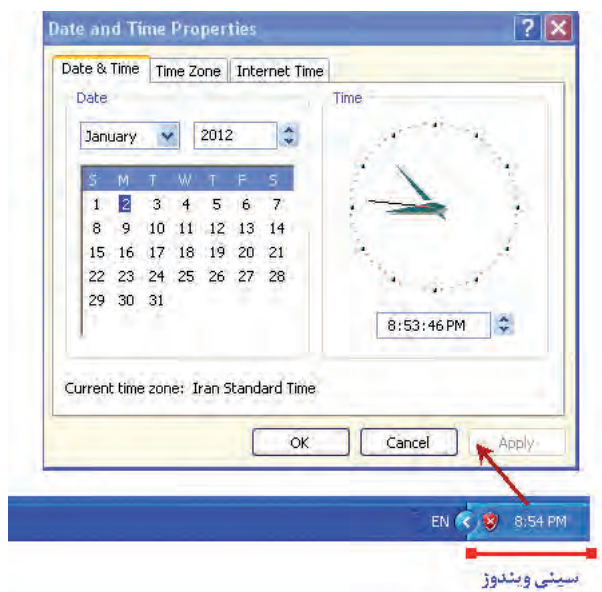 Date and Time Properties
Date & Time Time Zone Internet Time
Date
Time
January 2012
S M T W T F S
1 2 3 4 5 6 7
8 9 10 11 12 13 14
15 16 17 18 19 20 21
22 23 24 25 26 27 28
29 30 31
8:53:46 PM
Current time zone: Iran Standard Time
OK Cancel Apply
EN 8:54 PM
سینی ویندوز